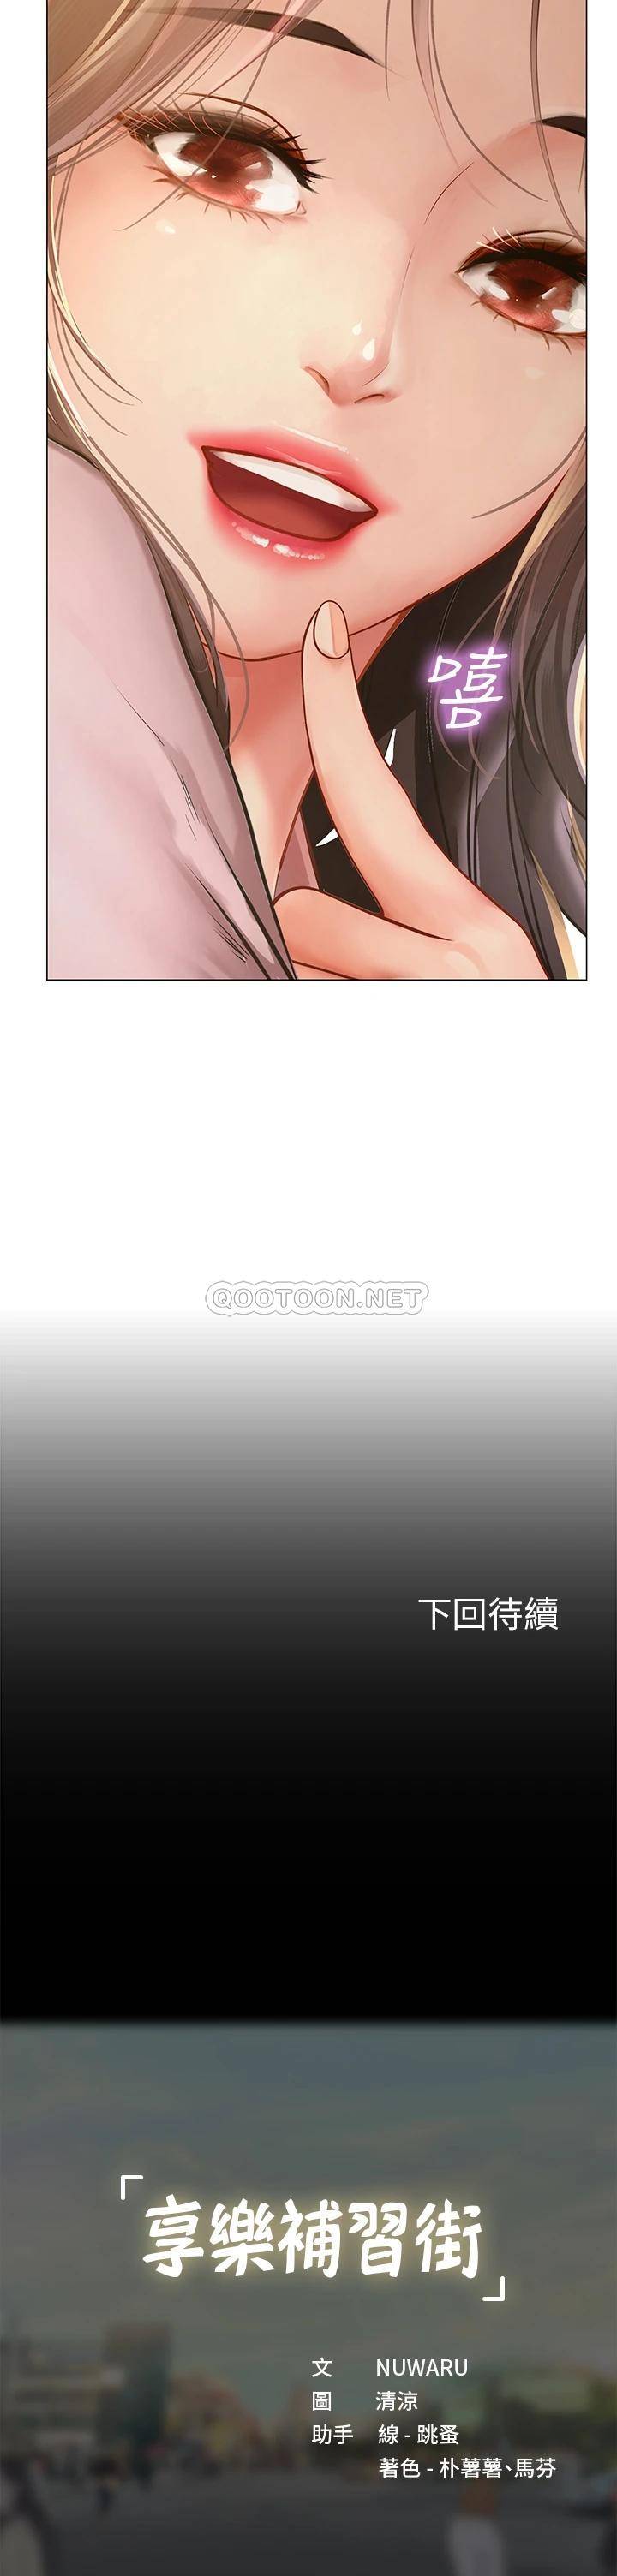 嘻
QOOTOON.NET
下回待續
「享樂補習街」
文 NUWARU
圖 清涼
助手 線 - 跳蚤
著色 - 朴薯薯、馬芬